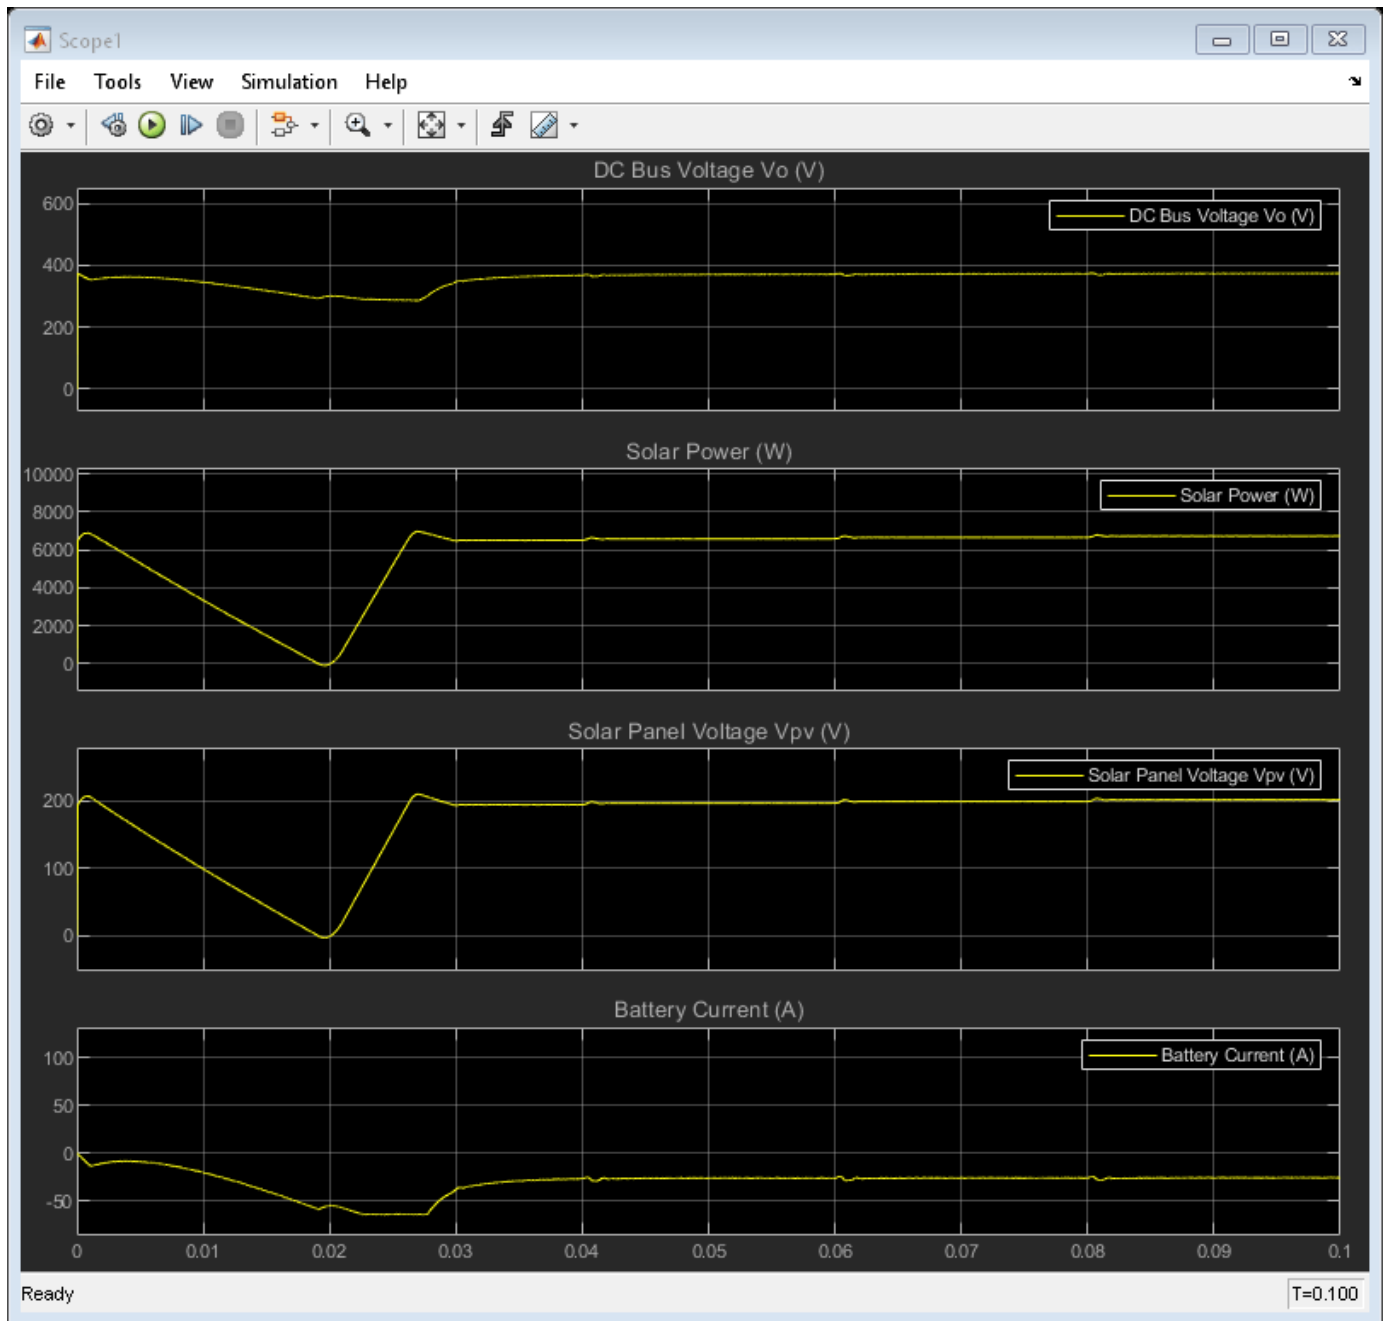 Scope1
File Tools View Simulation Help
DC Bus Voltage Vo (V)
600
DC Bus Voltage Vo (V)
400
200
0
Solar Power (W)
10000
Solar Power (W)
8000
6000
4000
2000
0
Solar Panel Voltage Vpv (V)
Solar Panel Voltage Vpv (V)
200
100
0
Battery Current (A)
100
Battery Current (A)
50
0
-50
0 0.01 0.02 0.03 0.04 0.05 0.06 0.07 0.08 0.09 0.1
Ready T=0.100